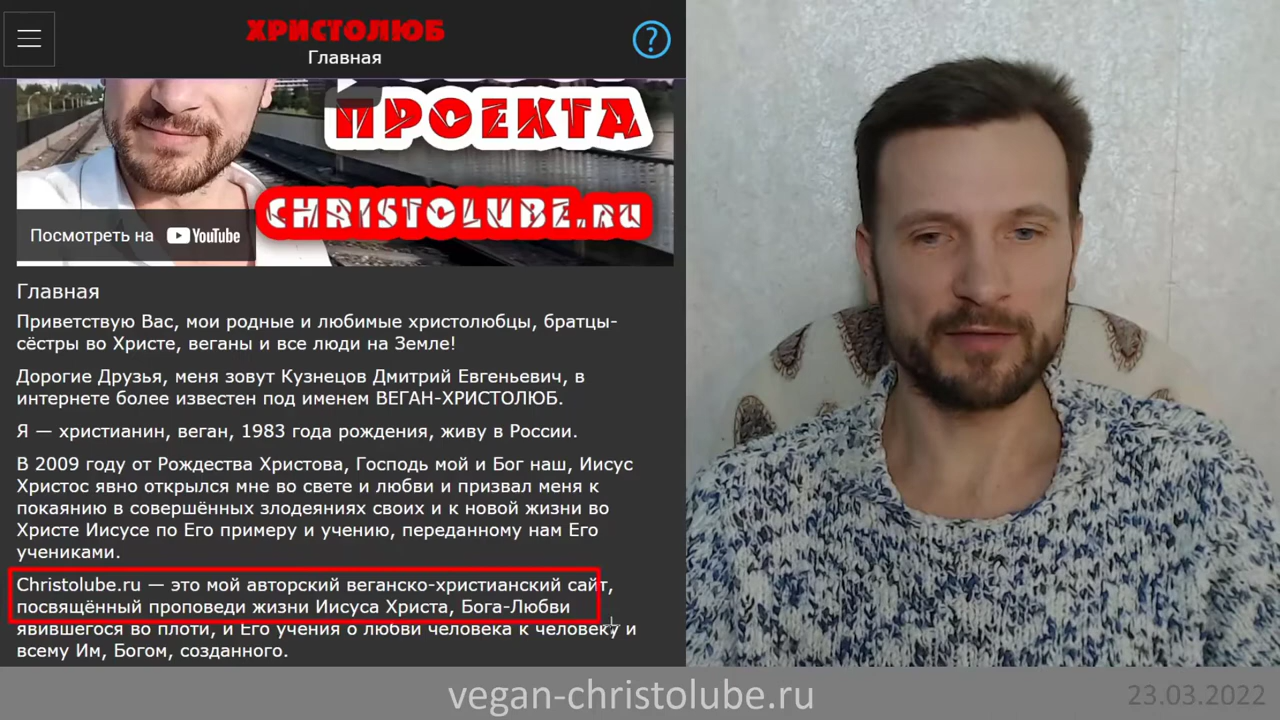 ХРИСТОЛЮБ
Главная
?
ПРОЕКТА
CHRISTOLUBE.ru
Посмотреть на YouTube
Главная
Приветствую Вас, мои родные и любимые христолюбцы, братцы-
сёстры во Христе, веганы и все люди на Земле!
Дорогие Друзья, меня зовут Кузнецов Дмитрий Евгеньевич, в
интернете более известен под именем ВЕГАН-ХРИСТОЛЮБ.
Я — христианин, веган, 1983 года рождения, живу в России.
В 2009 году от Рождества Христова, Господь мой и Бог наш, Иисус
Христос явно открылся мне во свете и любви и призвал меня к
покаянию в совершённых злодеяниях своих и к новой жизни во
Христе Иисусе по Его примеру и учению, переданному нам Его
учениками.
Christolube.ru — это мой авторский веганско-христианский сайт,
посвящённый проповеди жизни Иисуса Христа, Бога-Любви
явившегося во плоти, и Его учения о любви человека к человеку и
всему Им, Богом, созданного.
vegan-christolube.ru
23.03.2022